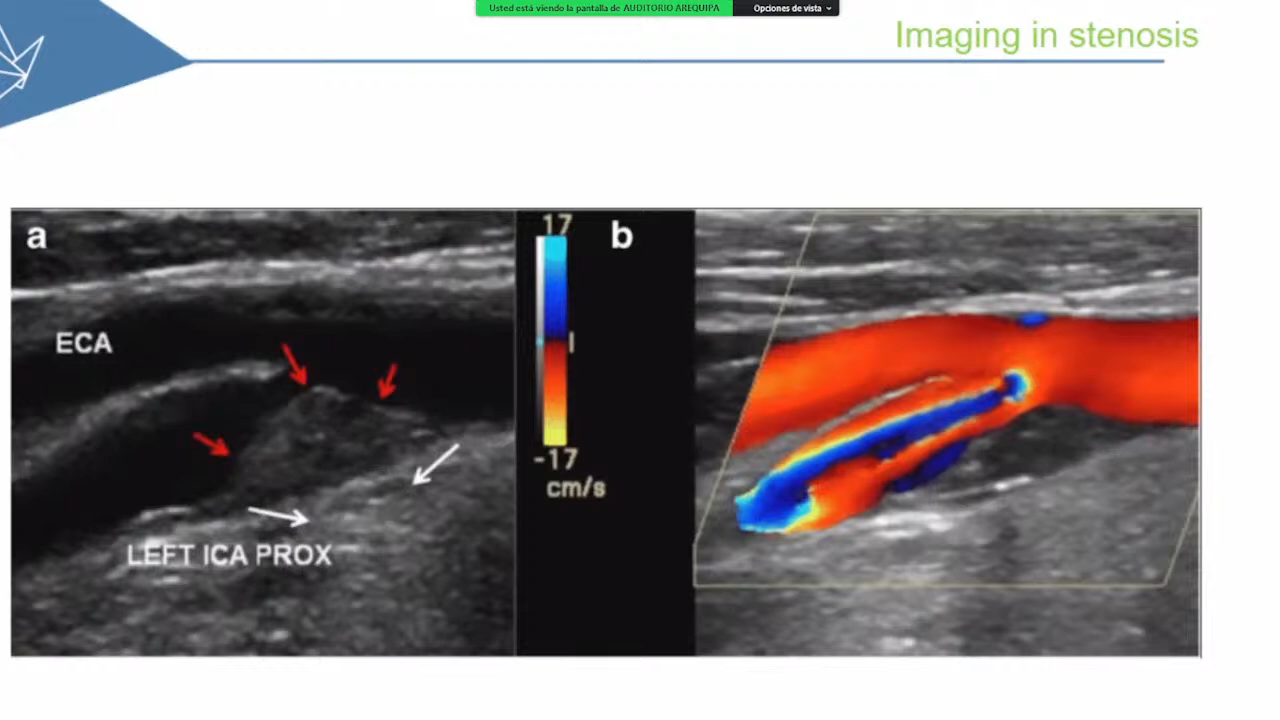 Usted está viendo la pantalla de AUDITORIO AREQUIPA
Opciones de vista
Imaging in stenosis
a
ECA
LEFT ICA PROX
17
-17
cm/s
b